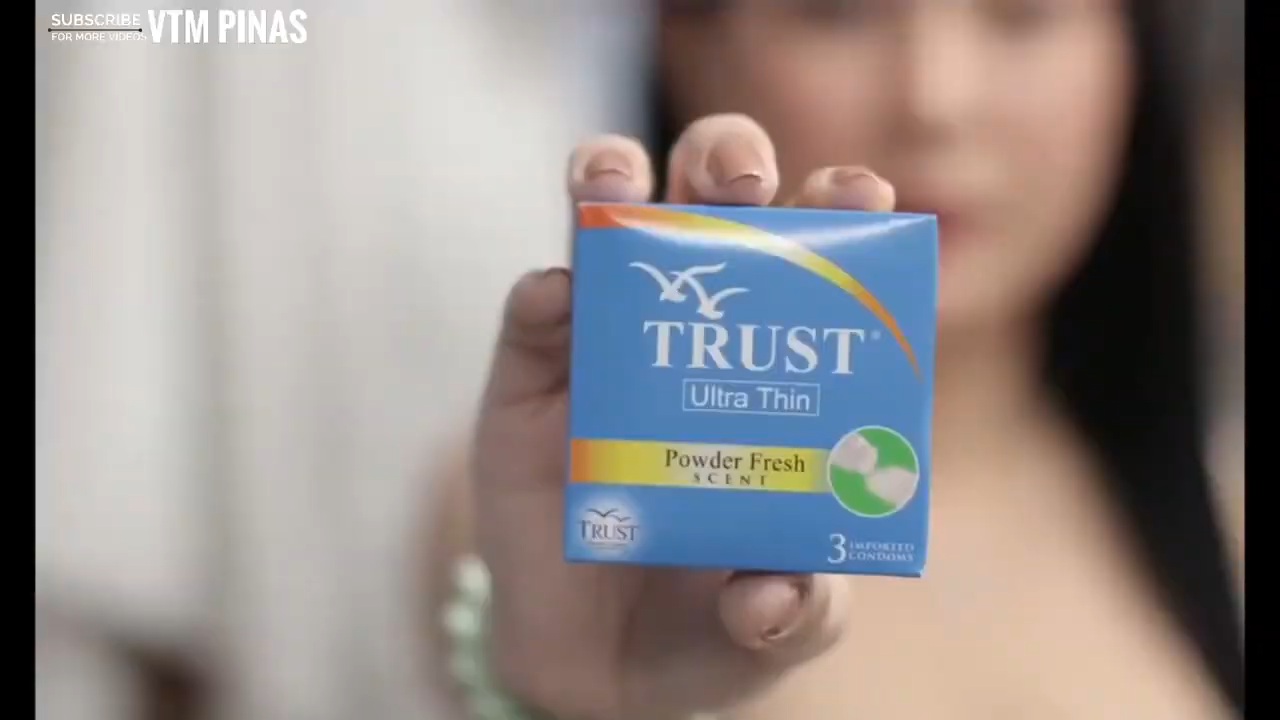 SUBSCRIBE
FOR MORE VIDEOS
VTM PINAS
TRUST®
Ultra Thin
Powder Fresh
SCENT
TRUST
3 IMPORTED
CONDOMS